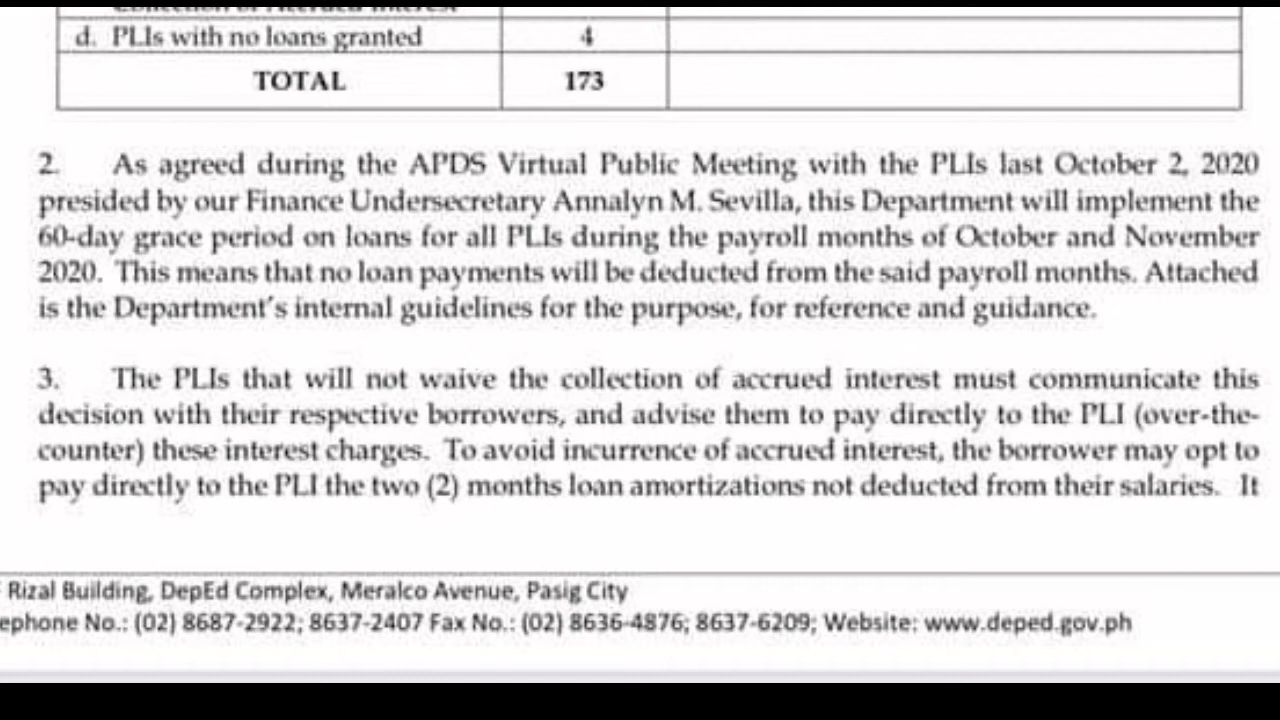 d. PLIs with no loans granted 4
TOTAL 173
2. As agreed during the APDS Virtual Public Meeting with the PLIs last October 2, 2020
presided by our Finance Undersecretary Annalyn M. Sevilla, this Department will implement the
60-day grace period on loans for all PLIs during the payroll months of October and November
2020. This means that no loan payments will be deducted from the said payroll months. Attached
is the Department's internal guidelines for the purpose, for reference and guidance.
3. The PLIs that will not waive the collection of accrued interest must communicate this
decision with their respective borrowers, and advise them to pay directly to the PLI (over-the-
counter) these interest charges. To avoid incurrence of accrued interest, the borrower may opt to
pay directly to the PLI the two (2) months loan amortizations not deducted from their salaries. It
Rizal Building, DepEd Complex, Meralco Avenue, Pasig City
ephone No.: (02) 8687-2922; 8637-2407 Fax No.: (02) 8636-4876; 8637-6209; Website: www.deped.gov.ph